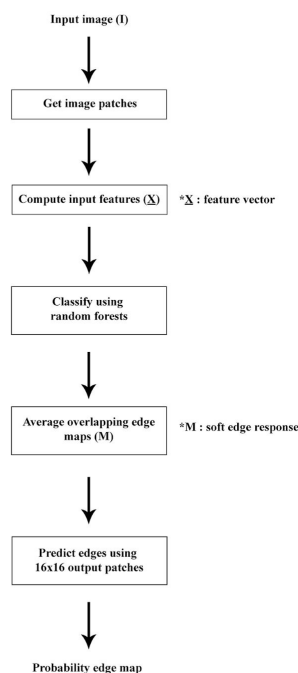 Input image (I)
Get image patches
Compute input features (X)
*X : feature vector
Classify using
random forests
Average overlapping edge
maps (M)
*M : soft edge response
Predict edges using
16x16 output patches
Probability edge map